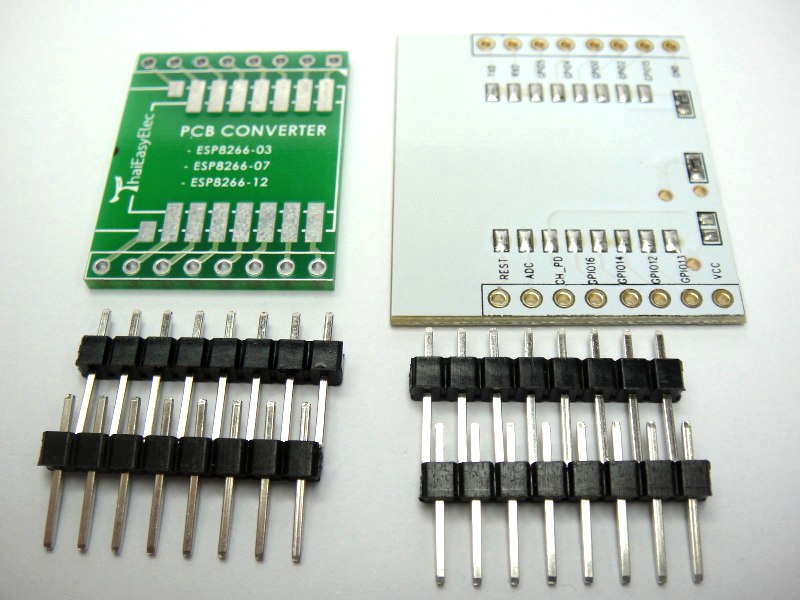 ThaiEasyElec
PCB CONVERTER
- ESP8266-03
- ESP8266-07
- ESP8266-12
TXD RXD GPIO5 GPIO4 GPIO0 GPIO2 GPIO15 GND
REST ADC CH_PD GPIO16 GPIO14 GPIO12 GPIO13 VCC